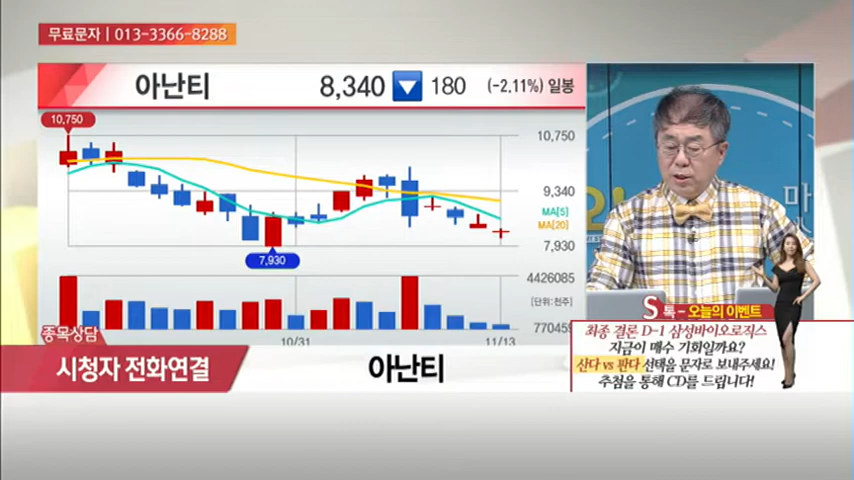 무료문자 | 013-3366-8288
아난티 8,340 ▼ 180 (-2.11%) 일봉
10,750
10,750
9,340
MA[5]
MA[20]
7,930
7,930
4426085
[단위:천주]
770459
10/31
11/13
종목상담
시청자 전화연결
아난티
마
S톡-오늘의 이벤트
최종 결론 D-1 삼성바이오로직스
지금이 매수 기회일까요?
산다 vs 판다 선택을 문자로 보내주세요!
추첨을 통해 CD를 드립니다!